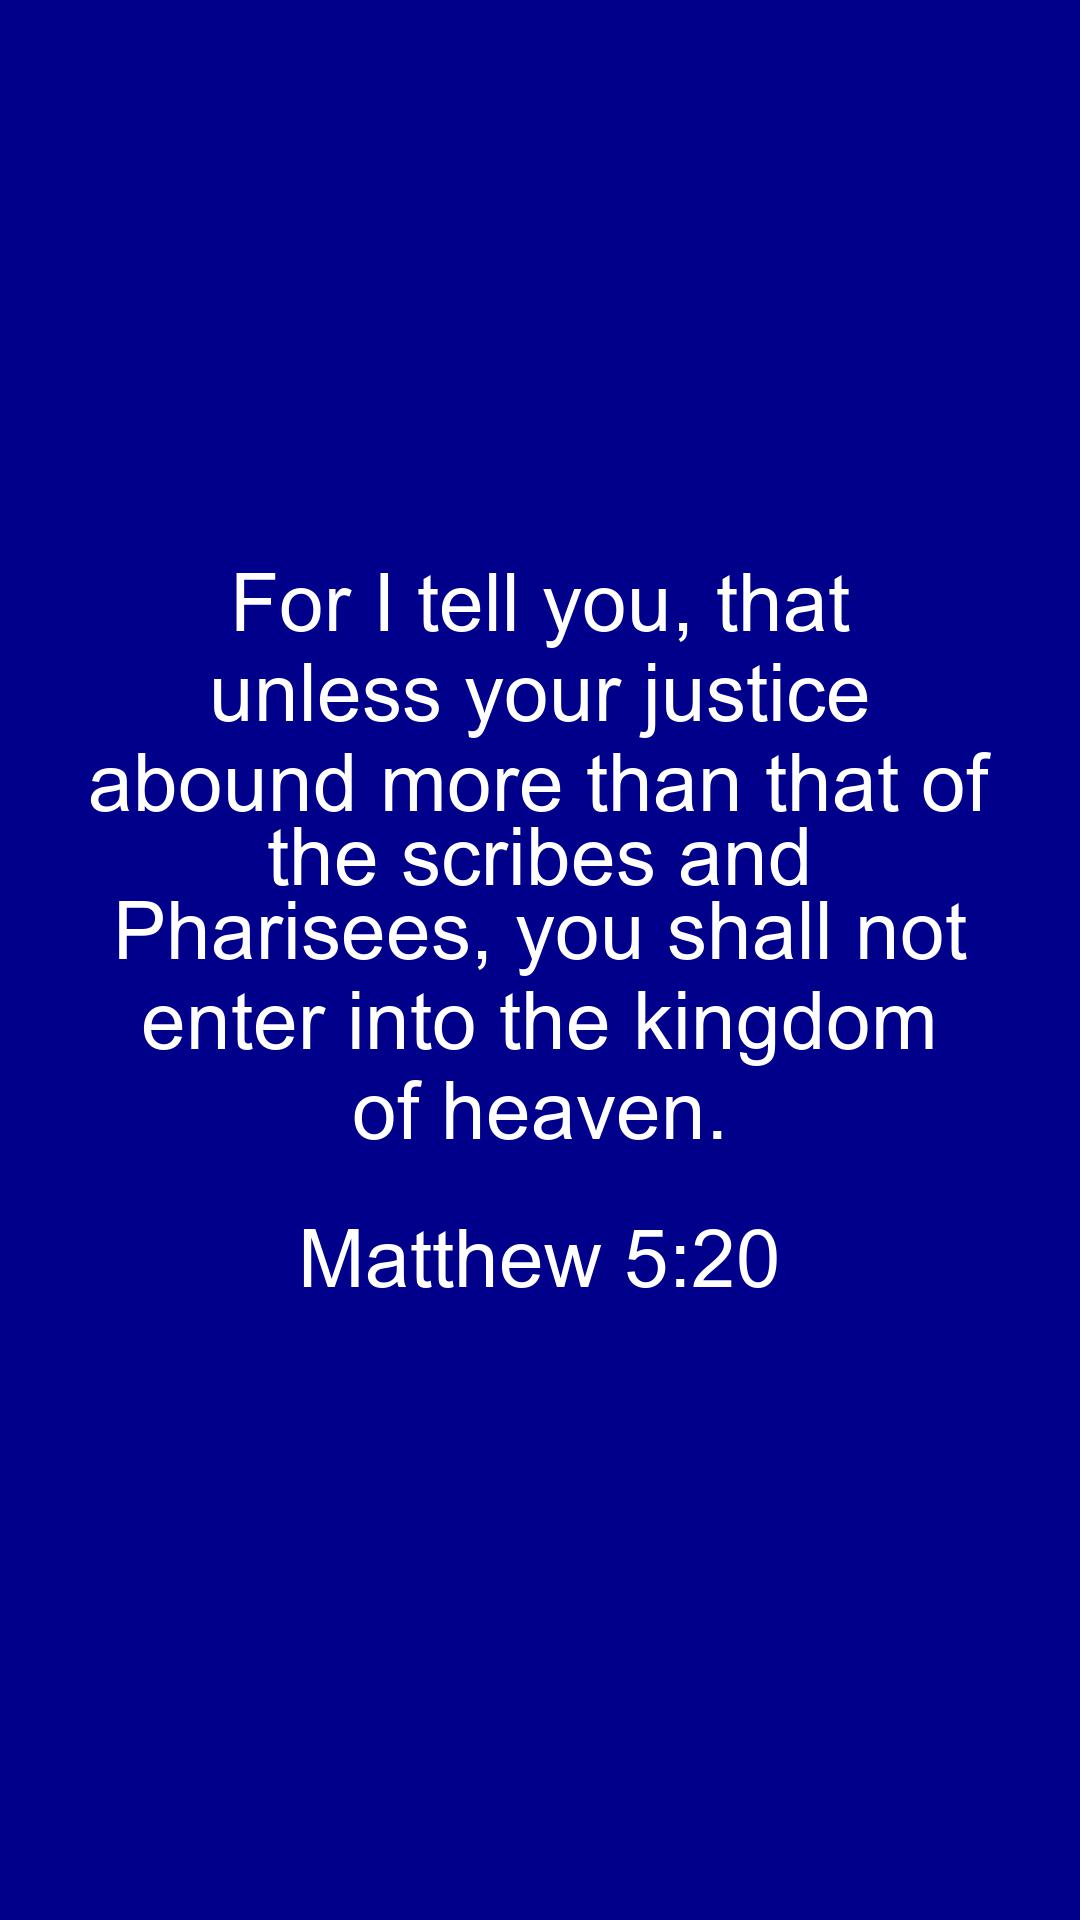 For I tell you, that
unless your justice
abound more than that of
the scribes and
Pharisees, you shall not
enter into the kingdom
of heaven.
Matthew 5:20